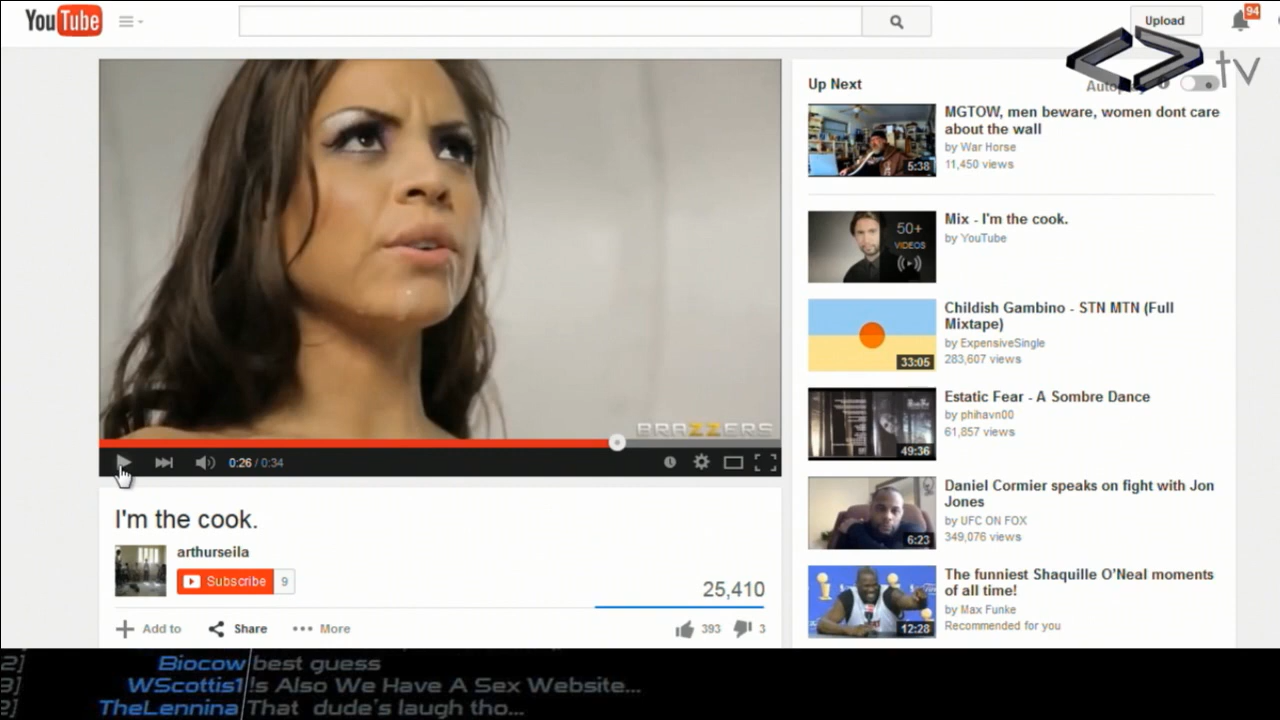 YouTube
Upload
94
tv
Up Next
MGTOW, men beware, women dont care
about the wall
by War Horse
11,450 views
5:38
Mix - I'm the cook.
by YouTube
50+
VIDEOS
Childish Gambino - STN MTN (Full
Mixtape)
by ExpensiveSingle
283,607 views
33:05
Estatic Fear - A Sombre Dance
by phihavn00
61,857 views
49:36
Daniel Cormier speaks on fight with Jon
Jones
by UFC ON FOX
349,076 views
6:23
The funniest Shaquille O'Neal moments
of all time!
by Max Funke
Recommended for you
12:28
BRAZZERS
0:26 / 0:34
I'm the cook.
arthurseila
Subscribe 9
25,410
Add to Share More 393 3
2] Biocow best guess
3] WScottis1 !s Also We Have A Sex Website...
2] TheLennina That dude's laugh tho...